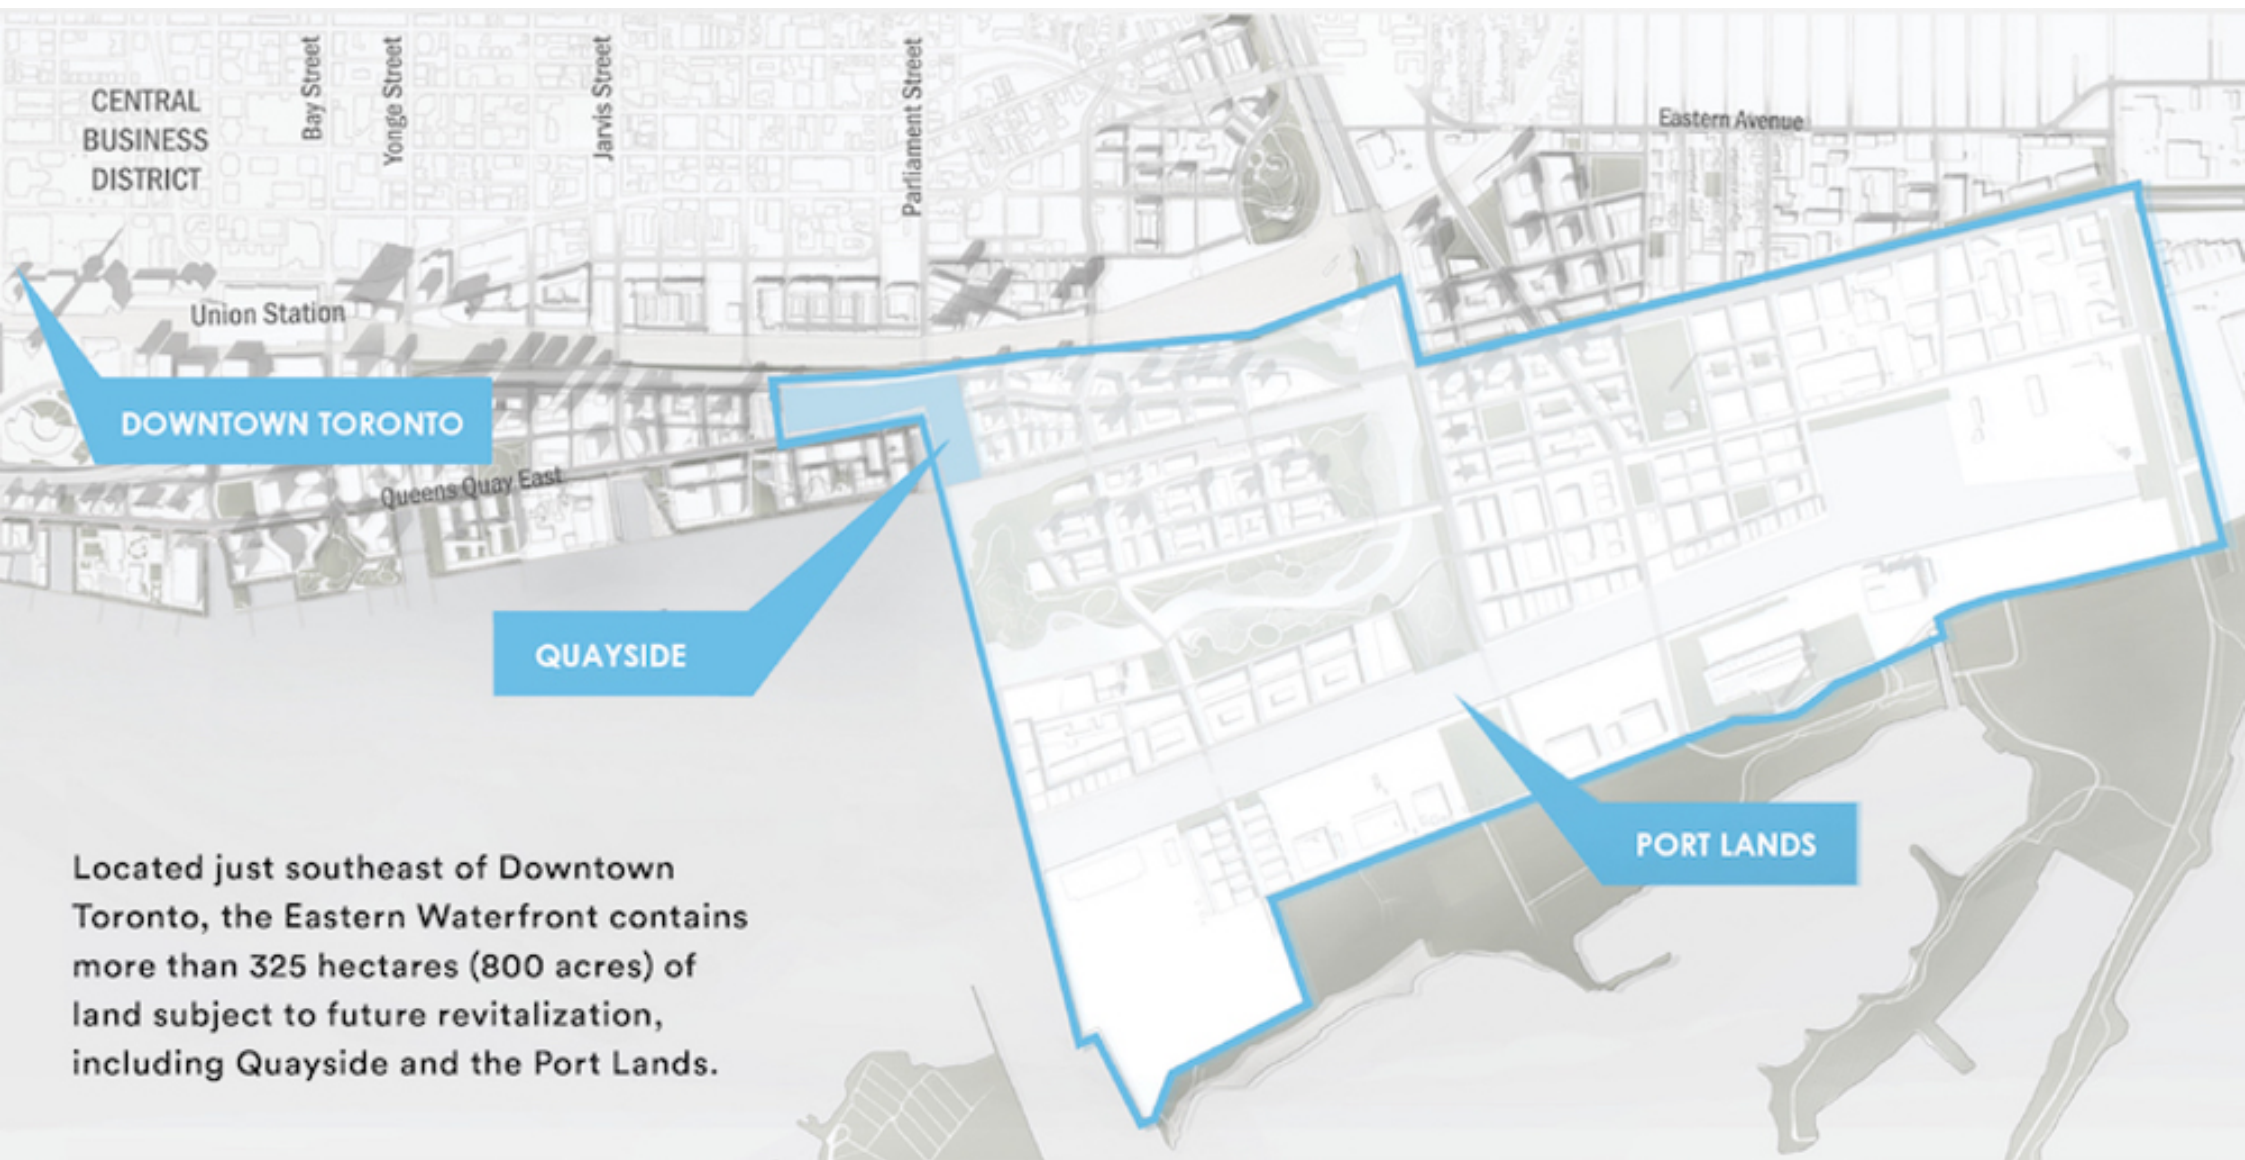 Bay Street
Yonge Street
Jarvis Street
Parliament Street
CENTRAL
BUSINESS
DISTRICT
Eastern Avenue
Union Station
DOWNTOWN TORONTO
Queens Quay East
QUAYSIDE
PORT LANDS
Located just southeast of Downtown
Toronto, the Eastern Waterfront contains
more than 325 hectares (800 acres) of
land subject to future revitalization,
including Quayside and the Port Lands.